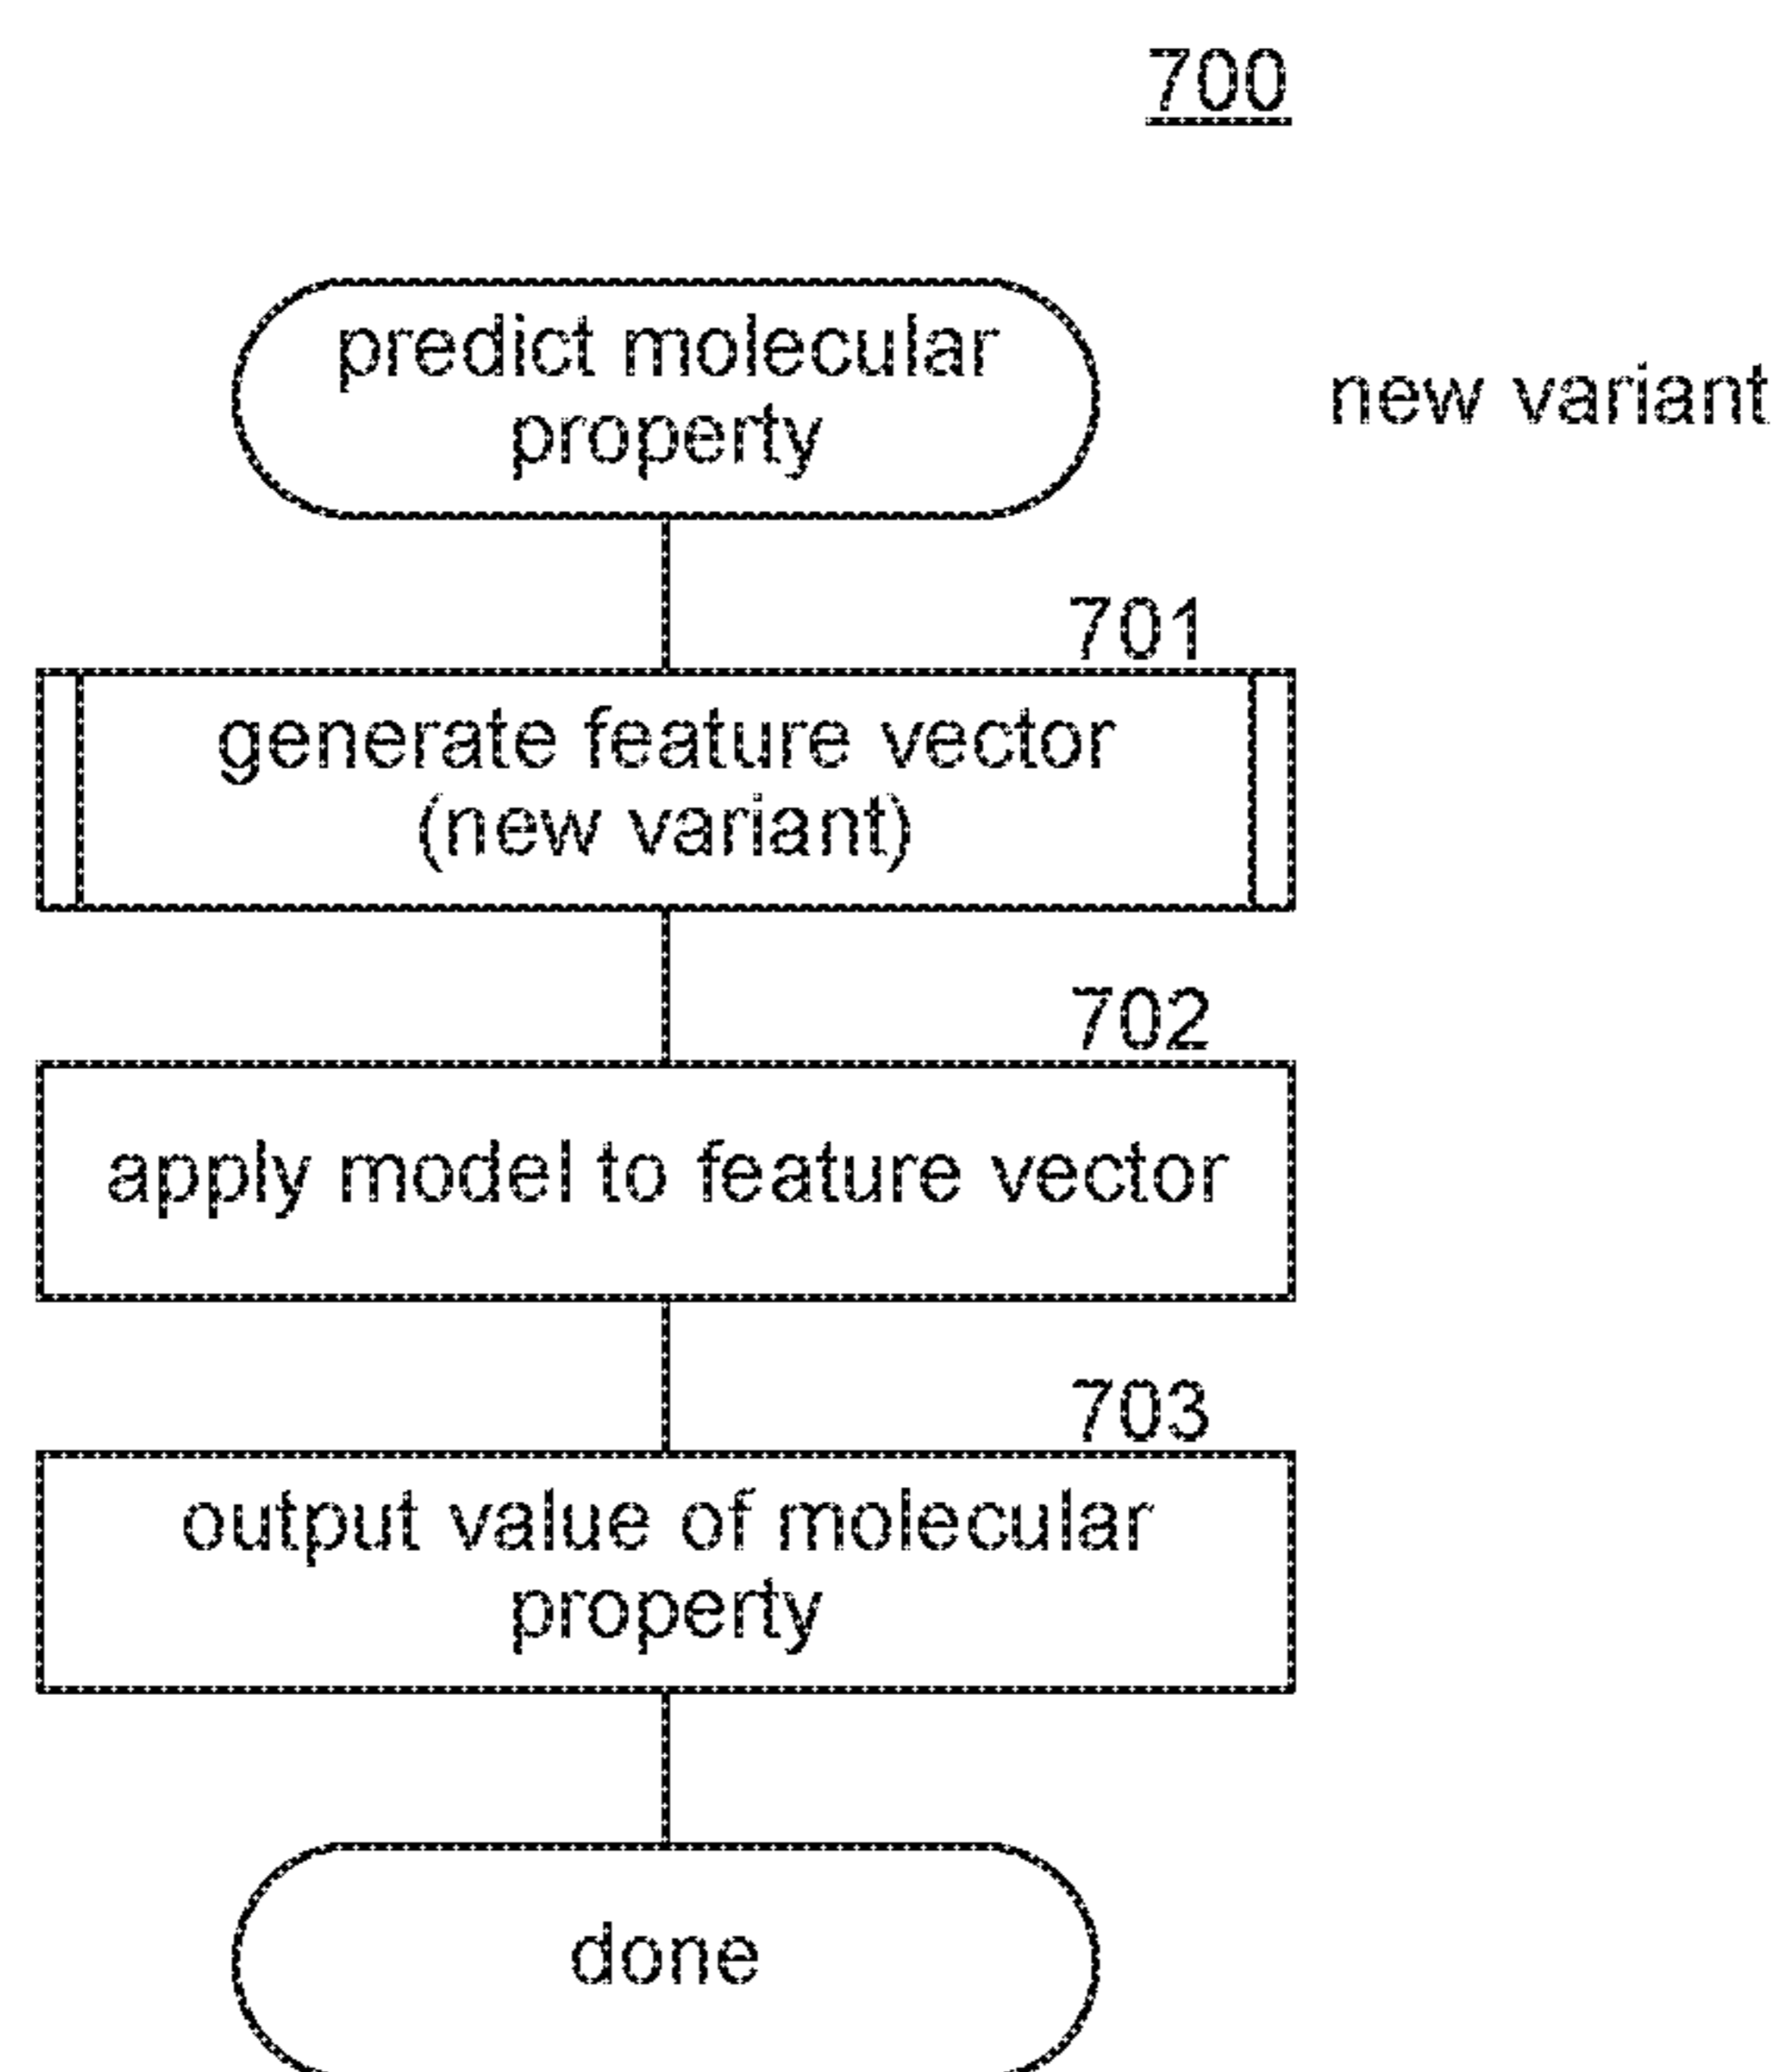 700
predict molecular
property
new variant
701
generate feature vector
(new variant)
702
apply model to feature vector
703
output value of molecular
property
done